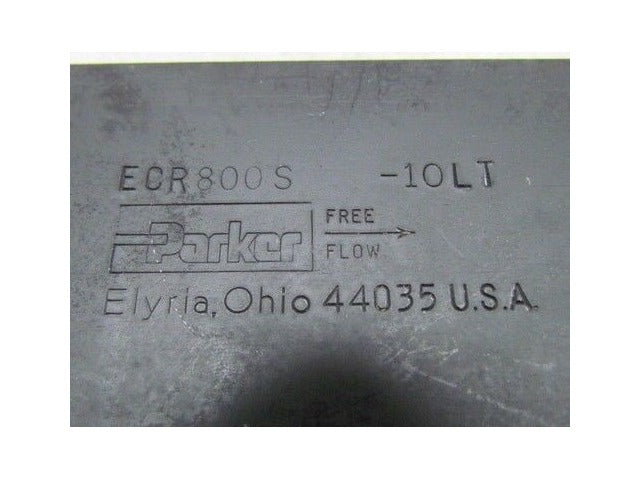 ECR800S -10LT
Parker FREE FLOW
Elyria, Ohio 44035 U.S.A.